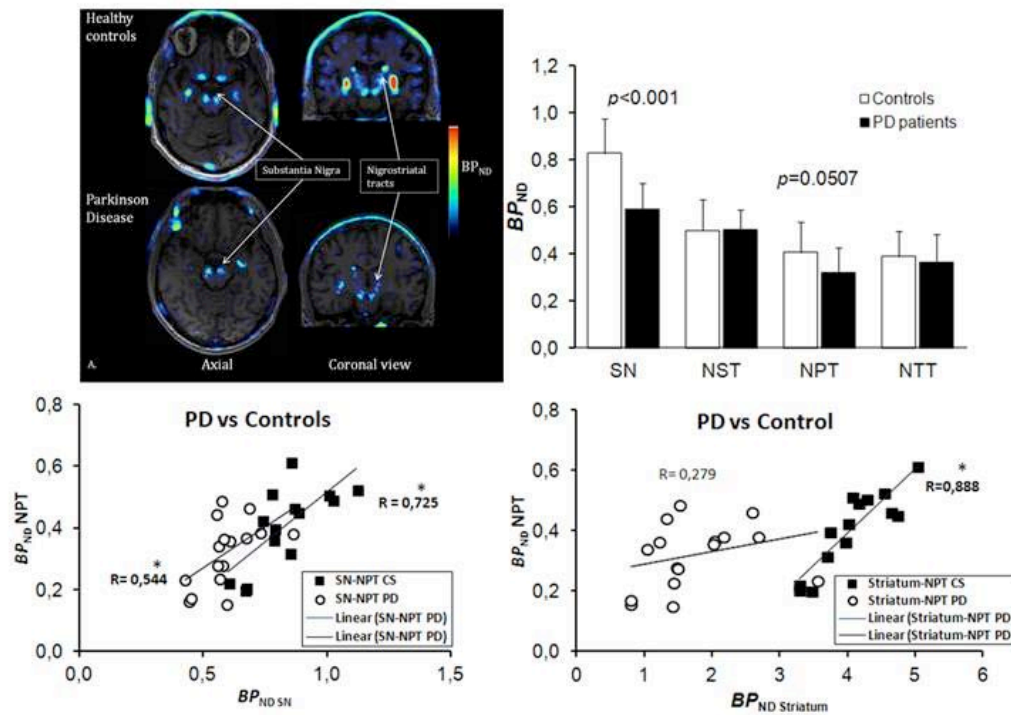 Healthy
controls
Substantia Nigra
Nigrostriatal
tracts
BPND
Parkinson
Disease
A.
Axial
Coronal view
BPND
1,2
1,0
0,8
0,6
0,4
0,2
0,0
p<0.001
p=0.0507
Controls
PD patients
SN
NST
NPT
NTT
PD vs Controls
BPND NPT
0,8
0,6
0,4
0,2
0,0
*
R = 0,725
*
R= 0,544
SN-NPT CS
SN-NPT PD
Linear (SN-NPT PD)
Linear (SN-NPT PD)
0,0
0,5
1,0
1,5
BPND SN
PD vs Control
BPND NPT
0,8
0,6
0,4
0,2
0,0
R= 0,279
*
R=0,888
Striatum-NPT CS
Striatum-NPT PD
Linear (Striatum-NPT PD
Linear (Striatum-NPT PD
0
1
2
3
4
5
6
BPND Striatum